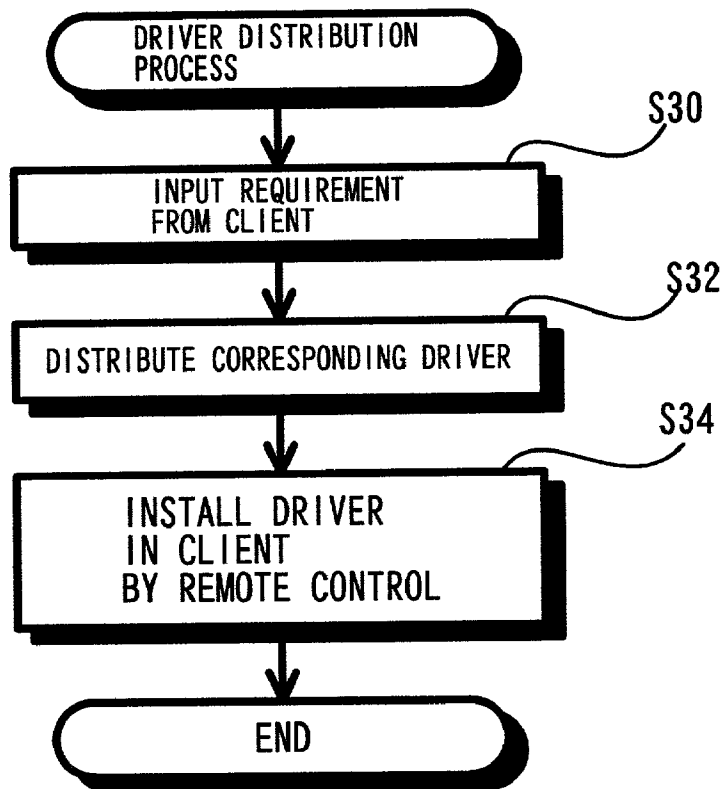 DRIVER DISTRIBUTION
PROCESS
S30
INPUT REQUIREMENT
FROM CLIENT
S32
DISTRIBUTE CORRESPONDING DRIVER
S34
INSTALL DRIVER
IN CLIENT
BY REMOTE CONTROL
END